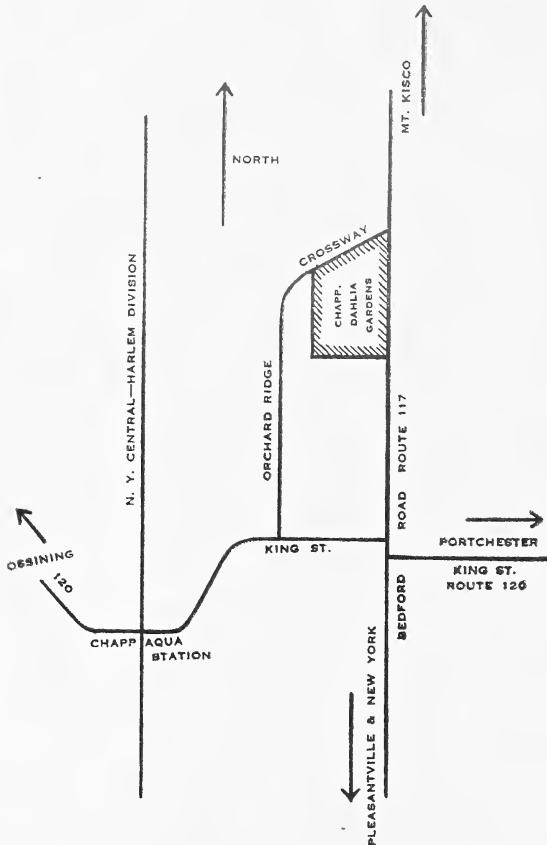 MT. KISCO
NORTH
CROSSWAY
CHAPP.
DAHLIA
GARDENS
N. Y. CENTRAL—HARLEM DIVISION
ORCHARD RIDGE
BEDFORD ROAD ROUTE 117
KING ST.
PORTCHESTER
KING ST.
ROUTE 120
OSSINING
120
CHAPPAQUA
STATION
PLEASANTVILLE & NEW YORK